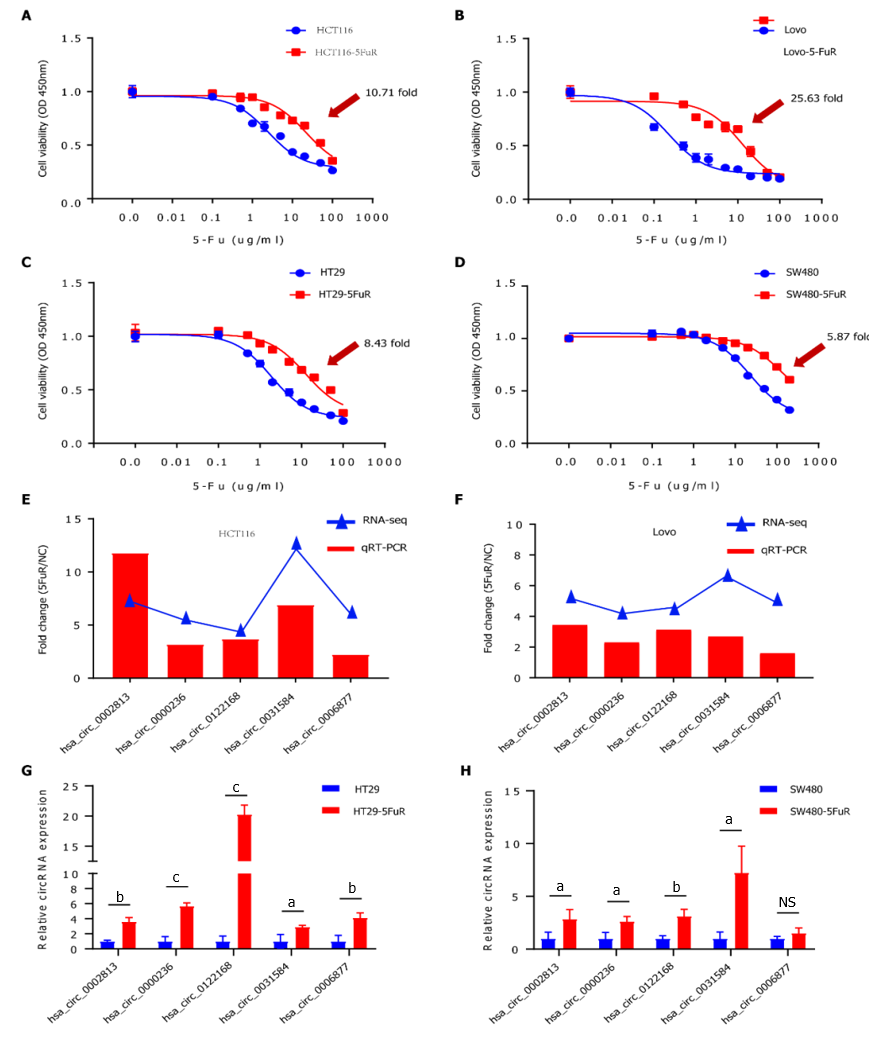 A
HCT116
HCT116-5FuR
10.71 fold
Cell viability (OD 450nm)
1.5
1.0
0.5
0.0
0.0 0.01 0.1 1 10 100 1000
5-Fu (ug/ml)
B
Lovo
Lovo-5-FuR
25.63 fold
Cell viability (OD 450nm)
1.5
1.0
0.5
0.0
0.0 0.1 1 10 100 1000
5-Fu (ug/ml)
C
HT29
HT29-5FuR
8.43 fold
Cell viability (OD 450nm)
1.5
1.0
0.5
0.0
0.0 0.01 0.1 1 10 100 1000
5-Fu (ug/ml)
D
SW480
SW480-5FuR
5.87 fold
Cell viability (OD 450nm)
1.5
1.0
0.5
0.0
0.0 0.01 0.1 1 10 100 1000
5-Fu (ug/ml)
E
HCT116
RNA-seq
qRT-PCR
Fold change (5FuR/NC)
15
10
5
0
hsa_circ_0002813
hsa_circ_0000236
hsa_circ_0122168
hsa_circ_0031584
hsa_circ_0006877
F
Lovo
RNA-seq
qRT-PCR
Fold change (5FuR/NC)
10
8
6
4
2
0
hsa_circ_0002813
hsa_circ_0000236
hsa_circ_0122168
hsa_circ_0031584
hsa_circ_0006877
G
HT29
HT29-5FuR
Relative circRNA expression
25
20
15
10
8
6
4
2
0
b
c
c
a
b
hsa_circ_0002813
hsa_circ_0000236
hsa_circ_0122168
hsa_circ_0031584
hsa_circ_0006877
H
SW480
SW480-5FuR
Relative circRNA expression
15
10
5
0
a
a
b
a
NS
hsa_circ_0002813
hsa_circ_0000236
hsa_circ_0122168
hsa_circ_0031584
hsa_circ_0006877